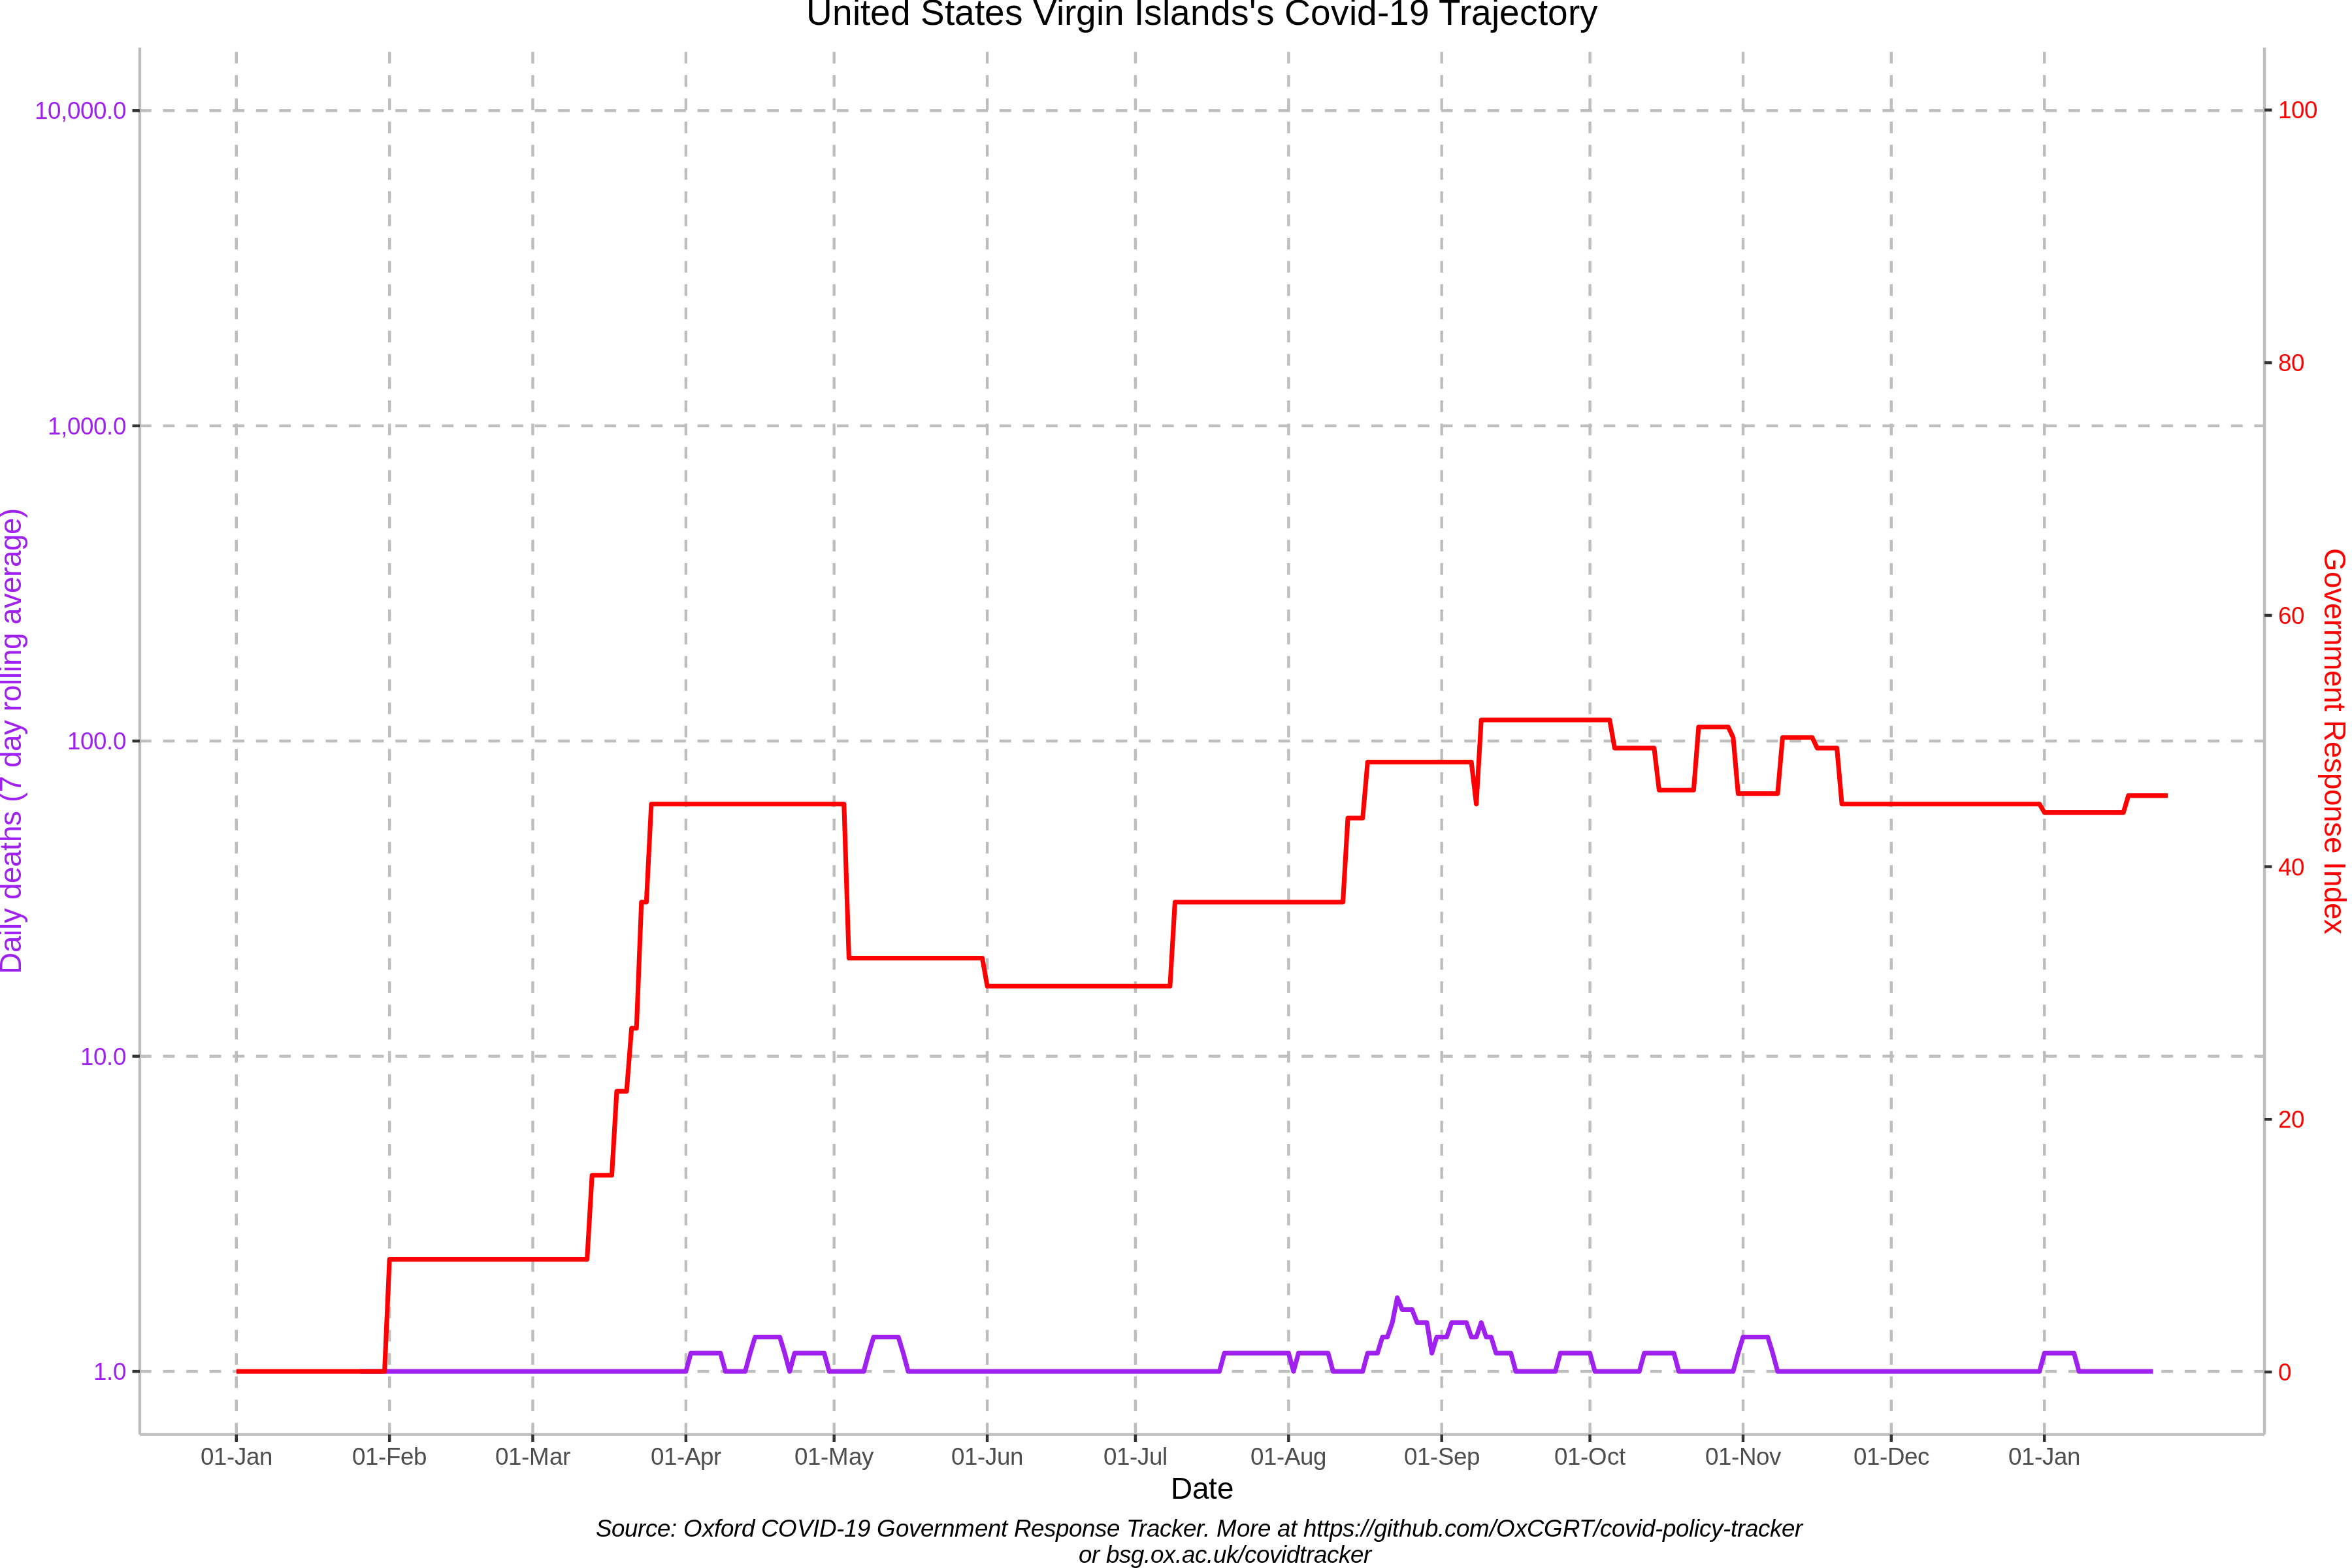 United States Virgin Islands's Covid-19 Trajectory
10,000.0
1,000.0
100.0
10.0
1.0
Daily deaths (7 day rolling average)
100
80
60
40
20
0
Government Response Index
01-Jan 01-Feb 01-Mar 01-Apr 01-May 01-Jun 01-Jul 01-Aug 01-Sep 01-Oct 01-Nov 01-Dec 01-Jan
Date
Source: Oxford COVID-19 Government Response Tracker. More at https://github.com/OxCGRT/covid-policy-tracker
or bsg.ox.ac.uk/covidtracker